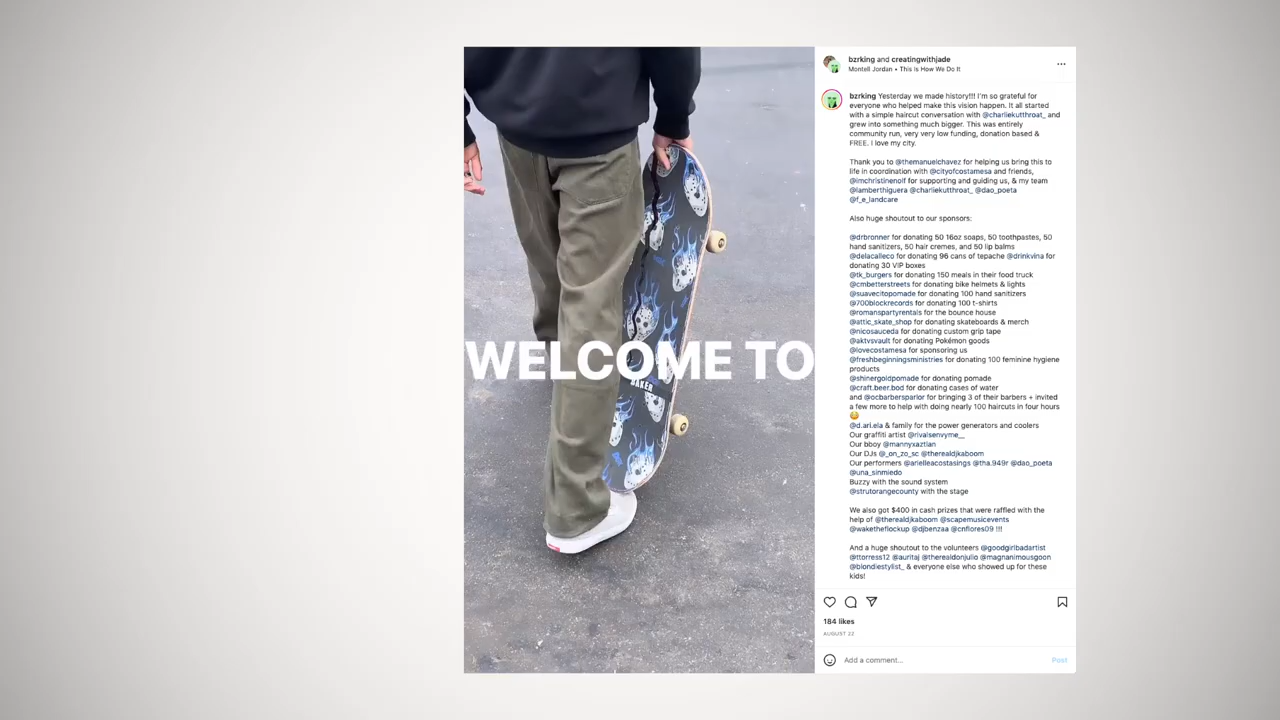 WELCOME TO
BAKER
bzrking and creatingwithjade
Montell Jordan • This is How We Do It
bzrking Yesterday we made history!!! I'm so grateful for
everyone who helped make this vision happen. It all started
with a simple haircut conversation with @charliekutthroat_ and
grew into something much bigger. This was entirely
community run, very very low funding, donation based &
FREE. I love my city.
Thank you to @themanuelchavez for helping us bring this to
life in coordination with @cityofcostamesa and friends,
@imchristinenolf for supporting and guiding us, & my team
@lamberthiguera @charliekutthroat_ @dao_poeta
@f_e_landcare
Also huge shoutout to our sponsors:
@drbronner for donating 50 16oz soaps, 50 toothpastes, 50
hand sanitizers, 50 hair cremes, and 50 lip balms
@delacalleco for donating 96 cans of tepache @drinkvina for
donating 30 VIP boxes
@tk_burgers for donating 150 meals in their food truck
@cmbetterstreets for donating bike helmets & lights
@suavecitopomade for donating 100 hand sanitizers
@700blockrecords for donating 100 t-shirts
@romanspartyrentals for the bounce house
@attic_skate_shop for donating skateboards & merch
@nicosauceda for donating custom grip tape
@aktvsvault for donating Pokémon goods
@lovecostamesa for sponsoring us
@freshbeginningsministries for donating 100 feminine hygiene
products
@shinergoldpomade for donating pomade
@craft.beer.bod for donating cases of water
and @ocbarbersparlor for bringing 3 of their barbers + invited
a few more to help with doing nearly 100 haircuts in four hours
😳
@d.ari.ela & family for the power generators and coolers
Our graffiti artist @rivalsenvyme__
Our bboy @mannyxaztlan
Our DJs @_on_zo_sc @therealdjkaboom
Our performers @arielleacostasings @tha.949r @dao_poeta
@una_sinmiedo
Buzzy with the sound system
@strutorangecounty with the stage
We also got $400 in cash prizes that were raffled with the
help of @therealdjkaboom @scapemusicevents
@waketheflockup @djbenzaa @cnflores09 !!!
And a huge shoutout to the volunteers @goodgirlbadartist
@ttorress12 @auritaj @therealdonjulio @magnanimousgoon
@blondiestylist_ & everyone else who showed up for these
kids!
184 likes
AUGUST 22
Add a comment...
Post